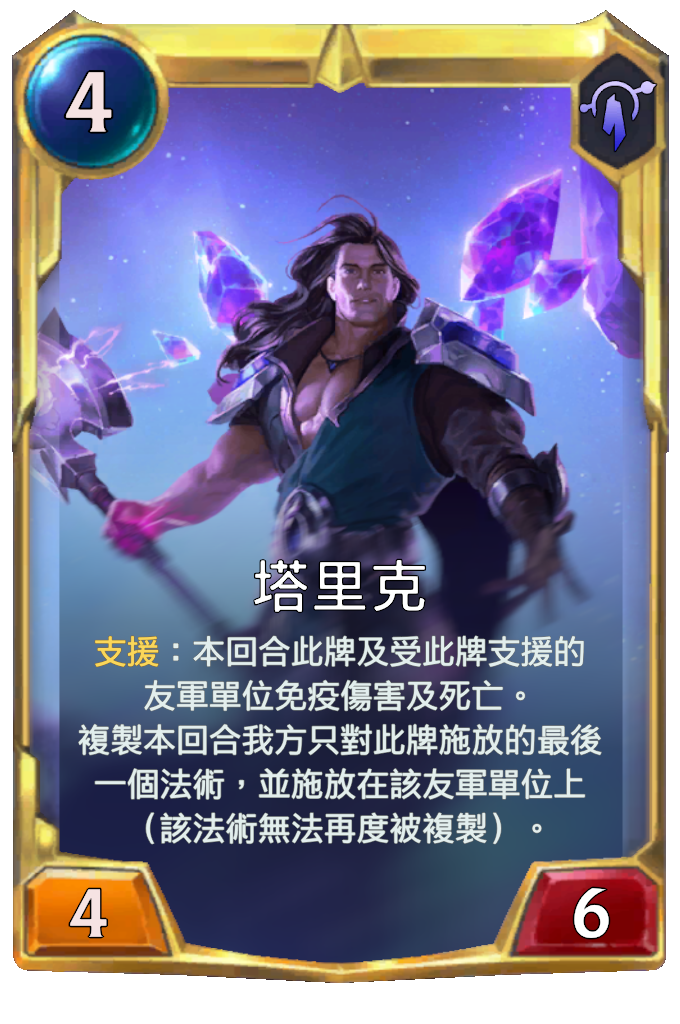 4
塔里克
支援：本回合此牌及受此牌支援的
友軍單位免疫傷害及死亡。
複製本回合我方只對此牌施放的最後
一個法術，並施放在該友軍單位上
（該法術無法再度被複製）。
4
6